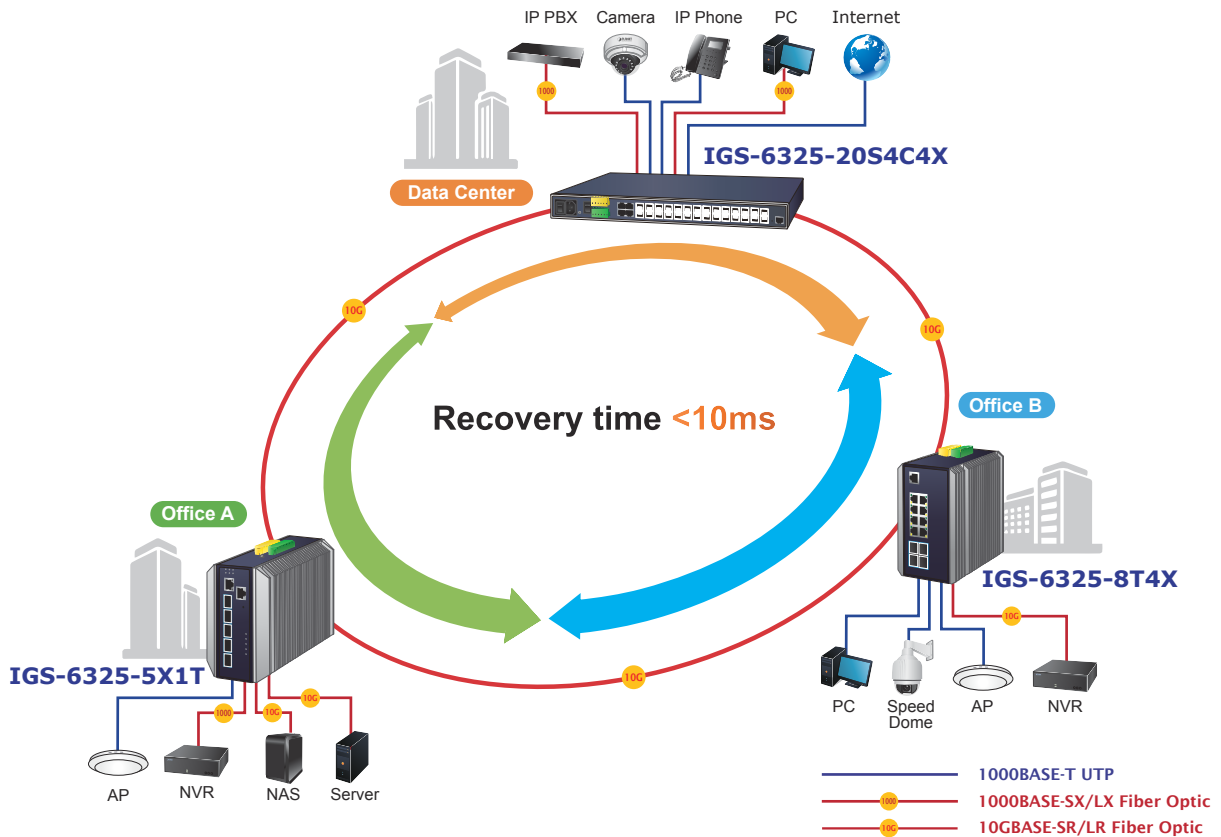 IP PBX
Camera
IP Phone
PC
Internet
1000
1000
IGS-6325-20S4C4X
Data Center
10G
10G
Recovery time <10ms
Office B
Office A
IGS-6325-8T4X
IGS-6325-5X1T
10G
10G
PC
Speed
Dome
AP
NVR
1000
10G
10G
AP
NVR
NAS
Server
1000BASE-T UTP
1000
1000BASE-SX/LX Fiber Optic
10G
10GBASE-SR/LR Fiber Optic